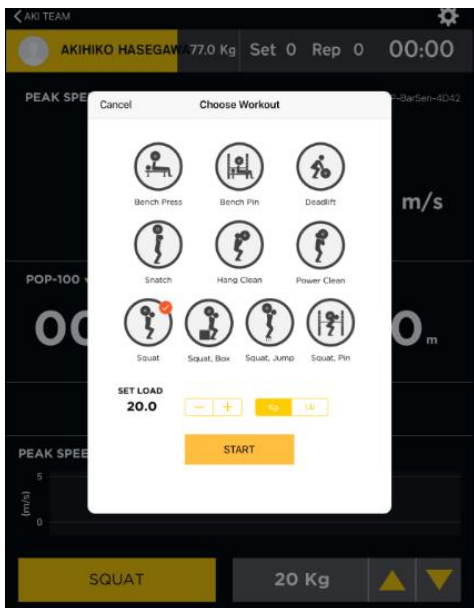 AKI TEAM
AKIHIKO HASEGAWA 77.0 Kg Set 0 Rep 0 00:00
PEAK SPE
P-BarSen-4D42
Cancel Choose Workout
Bench Press Bench Pin Deadlift
m/s
Snatch Hang Clean Power Clean
POP-100
m
Squat Squat, Box Squat, Jump Squat, Pin
SET LOAD
20.0 − + Kg Lb
START
PEAK SPEE
5
(m/s)
0
SQUAT 20 Kg